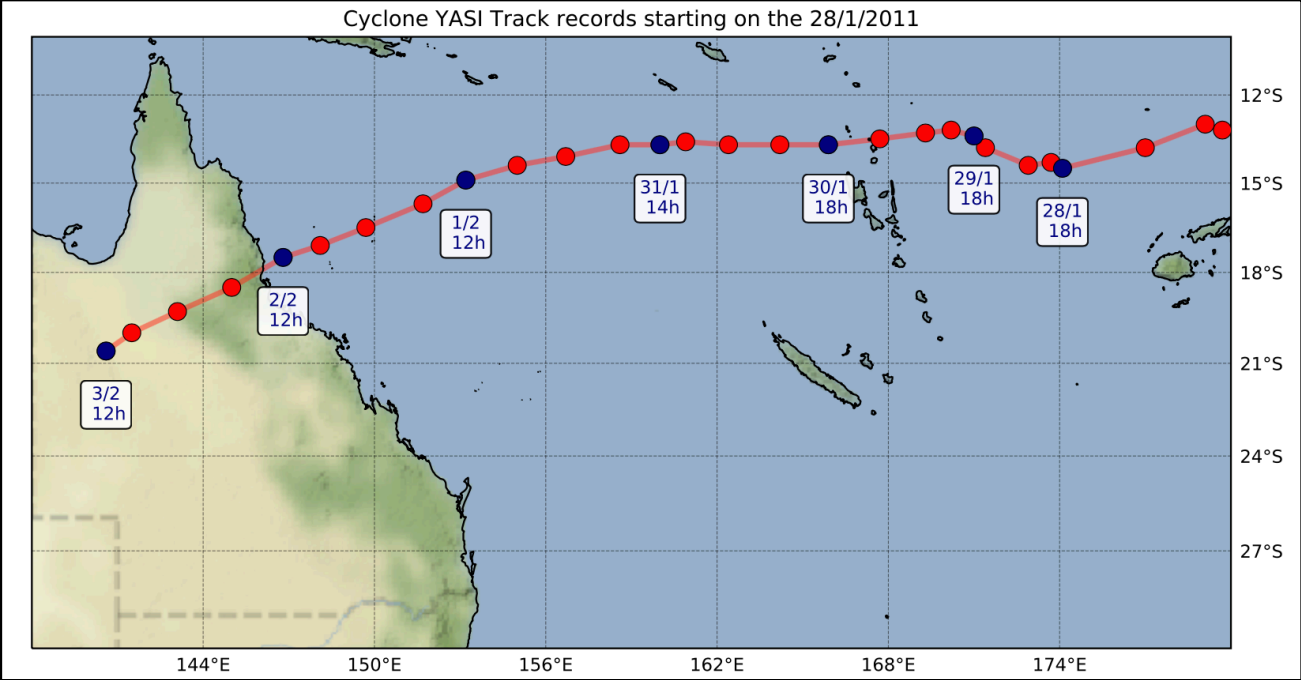 Cyclone YASI Track records starting on the 28/1/2011
12°S
15°S
18°S
21°S
24°S
27°S
31/1
14h
30/1
18h
29/1
18h
28/1
18h
1/2
12h
2/2
12h
3/2
12h
144°E
150°E
156°E
162°E
168°E
174°E